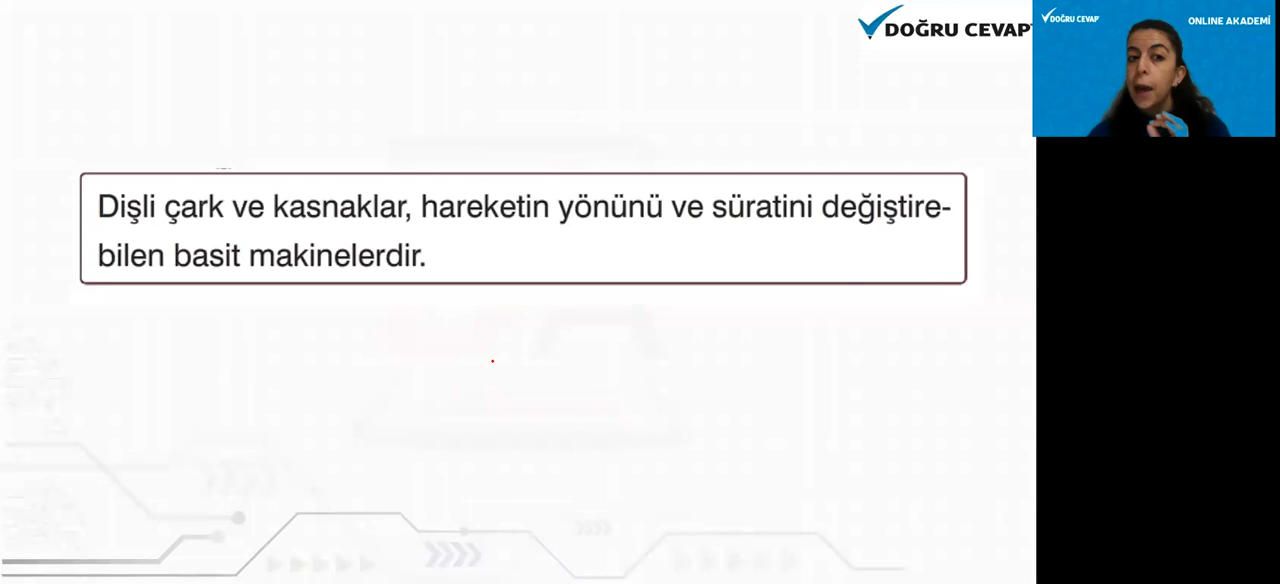 DOĞRU CEVAP
DOĞRU CEVAP
ONLINE AKADEMİ
Dişli çark ve kasnaklar, hareketin yönünü ve süratini değiştire-
bilen basit makinelerdir.